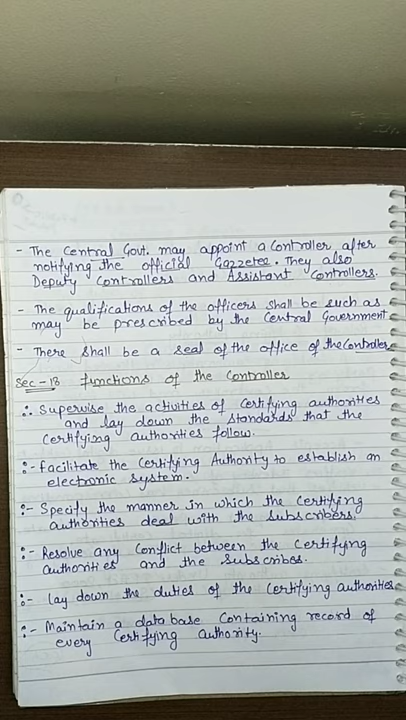 - The Central Govt. may appoint a Controller after
notifying the official Gazzetee. They also
Deputy Controllers and Assistant Controllers.
- The qualifications of the officers shall be such as
may be prescribed by the Central Government
- There shall be a seal of the office of the Controller
Sec-18 functions of the Controller
∴ Supervise the activities of Certifying authorities
and lay down the standards that the
certifying authorities follow.
:- facilitate the Certifying Authority to establish an
electronic system.
:- Specify the manner in which the Certifying
authorities deal with the subscribers.
:- Resolve any Conflict between the Certifying
authorities and the subscriber.
:- lay down the duties of the Certifying authorities
:- Maintain a data base Containing record of
every Certifying authority.